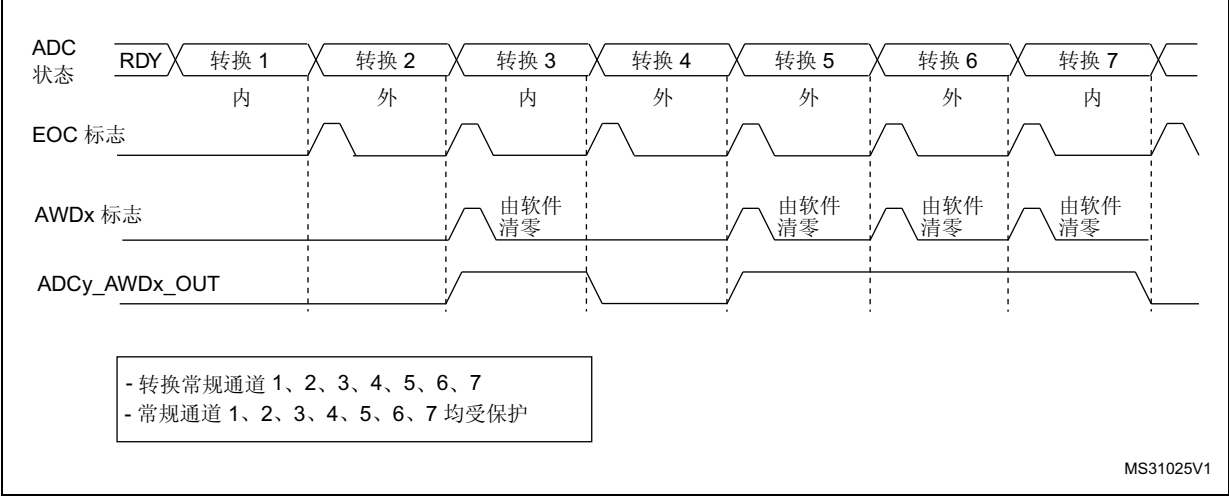 ADC
状态
RDY 转换 1 转换 2 转换 3 转换 4 转换 5 转换 6 转换 7
内 外 内 外 外 外 内
EOC 标志
AWDx 标志
由软件 由软件 由软件 由软件
清零 清零 清零 清零
ADCy_AWDx_OUT
- 转换常规通道 1、2、3、4、5、6、7
- 常规通道 1、2、3、4、5、6、7 均受保护
MS31025V1